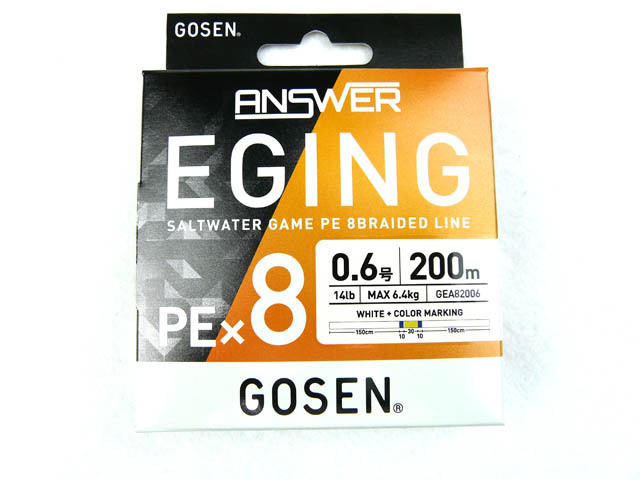 GOSEN®
ANSWER
EGING
SALTWATER GAME PE 8BRAIDED LINE
0.6号 200m
14lb MAX 6.4kg GEA82006
WHITE + COLOR MARKING
150cm 30 150cm
10 10
PE×8
GOSEN®